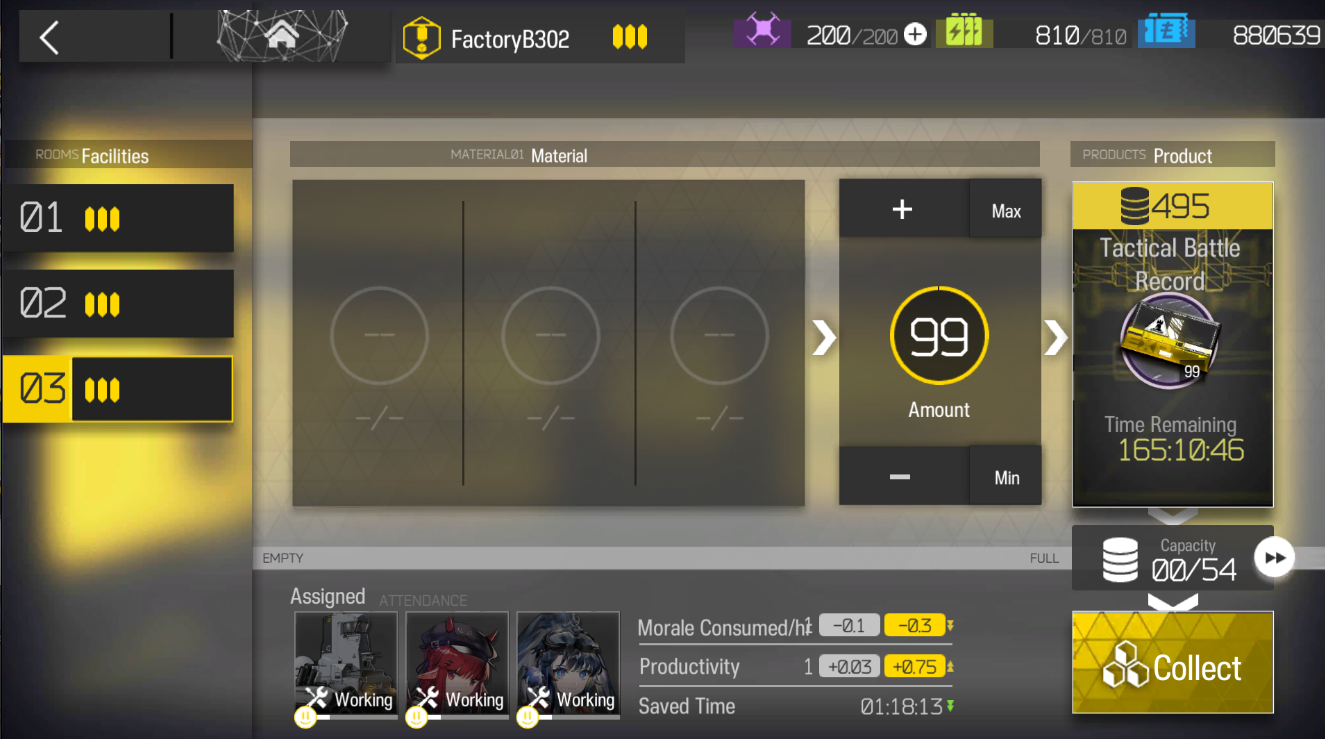 FactoryB302
200/200
810/810
880639
ROOMS Facilities
01
02
03
MATERIAL01 Material
-- -- --
-/- -/- -/-
+ Max
99
Amount
- Min
PRODUCTS Product
495
Tactical Battle
Record
99
Time Remaining
165:10:46
EMPTY
FULL
Capacity
00/54
Collect
Assigned ATTENDANCE
Working Working Working
Morale Consumed/hr 1 -0.1 -0.3
Productivity 1 +0.03 +0.75
Saved Time 01:18:13